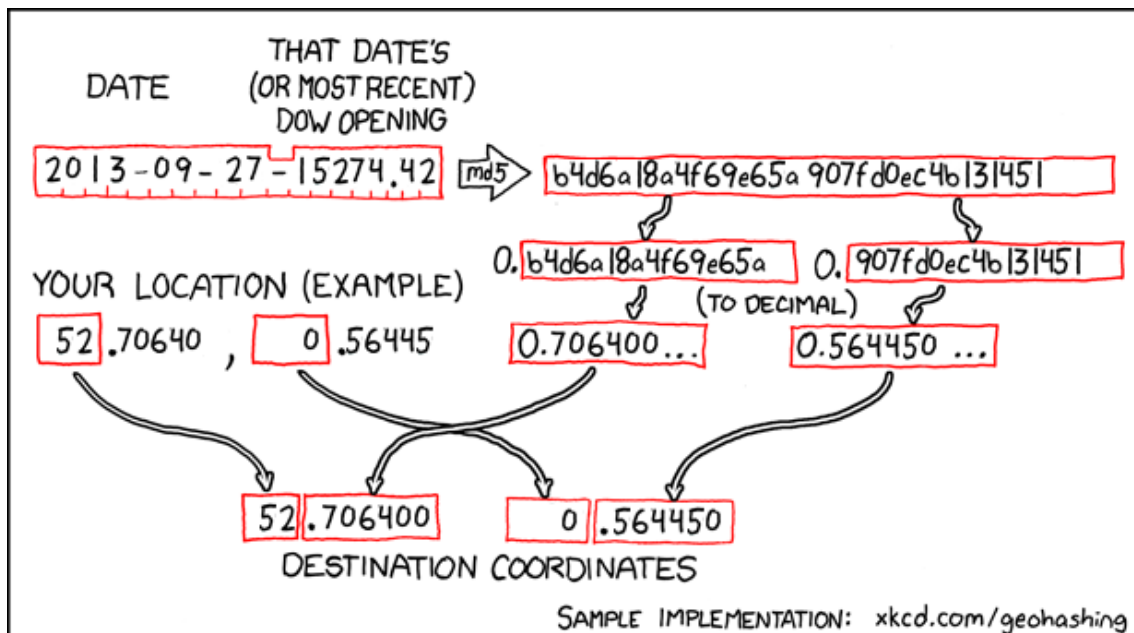 THAT DATE'S
DATE (OR MOST RECENT)
DOW OPENING
2013-09-27-15274.42 md5 b4d6a18a4f69e65a907fd0ec4b131451
0. b4d6a18a4f69e65a 0. 907fd0ec4b131451
YOUR LOCATION (EXAMPLE) (TO DECIMAL)
52.70640, 0.56445 0.706400... 0.564450...
52.706400 0.564450
DESTINATION COORDINATES
SAMPLE IMPLEMENTATION: xkcd.com/geohashing